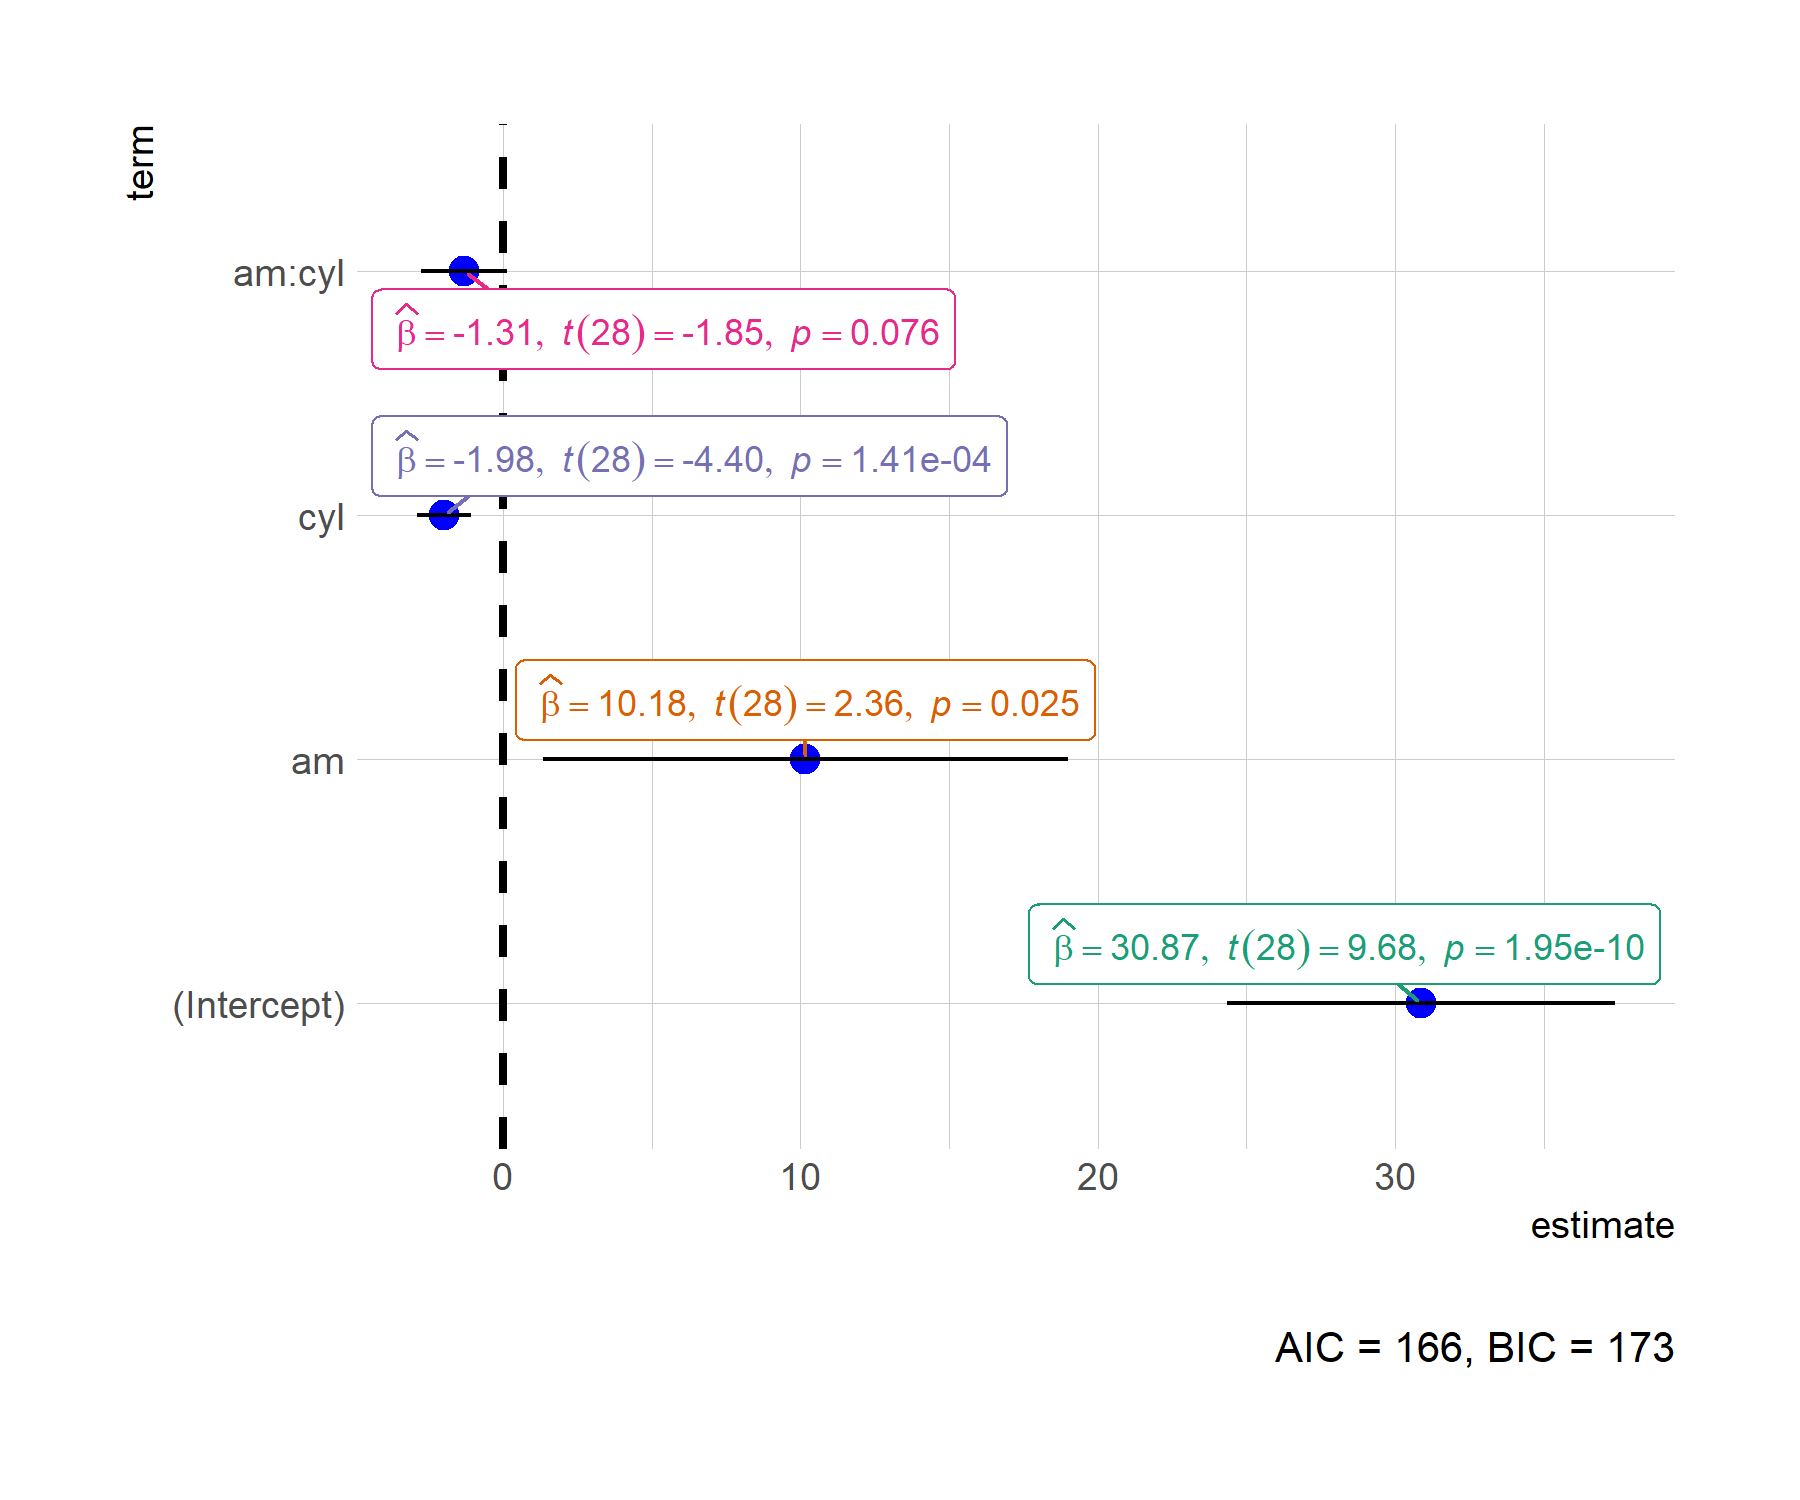 term
am:cyl
β̂ = -1.31, t(28) = -1.85, p = 0.076
β̂ = -1.98, t(28) = -4.40, p = 1.41e-04
cyl
β̂ = 10.18, t(28) = 2.36, p = 0.025
am
β̂ = 30.87, t(28) = 9.68, p = 1.95e-10
(Intercept)
0 10 20 30
estimate
AIC = 166, BIC = 173